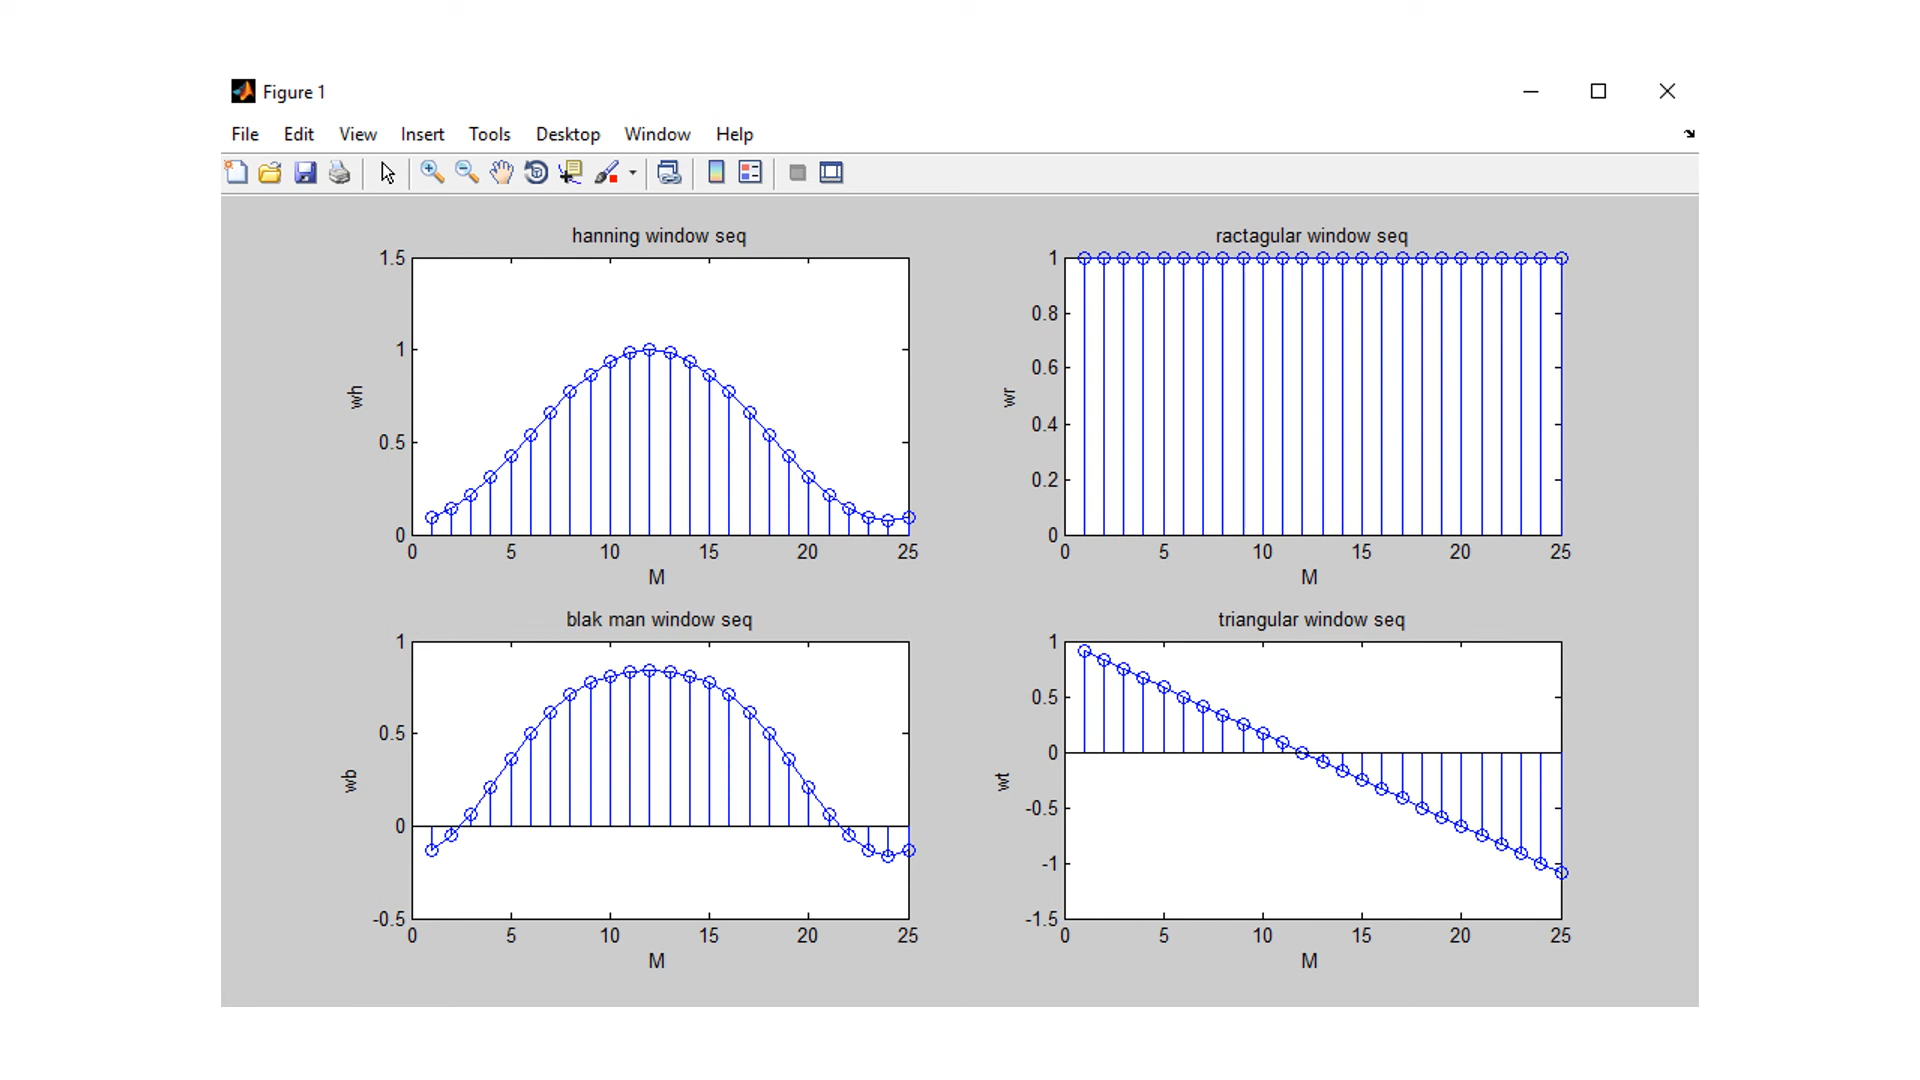 Figure 1
File Edit View Insert Tools Desktop Window Help
hanning window seq
1.5
1
0.5
0
wh
0 5 10 15 20 25
M
ractagular window seq
1
0.8
0.6
0.4
0.2
0
wr
0 5 10 15 20 25
M
blak man window seq
1
0.5
0
-0.5
wb
0 5 10 15 20 25
M
triangular window seq
1
0.5
0
-0.5
-1
-1.5
wt
0 5 10 15 20 25
M